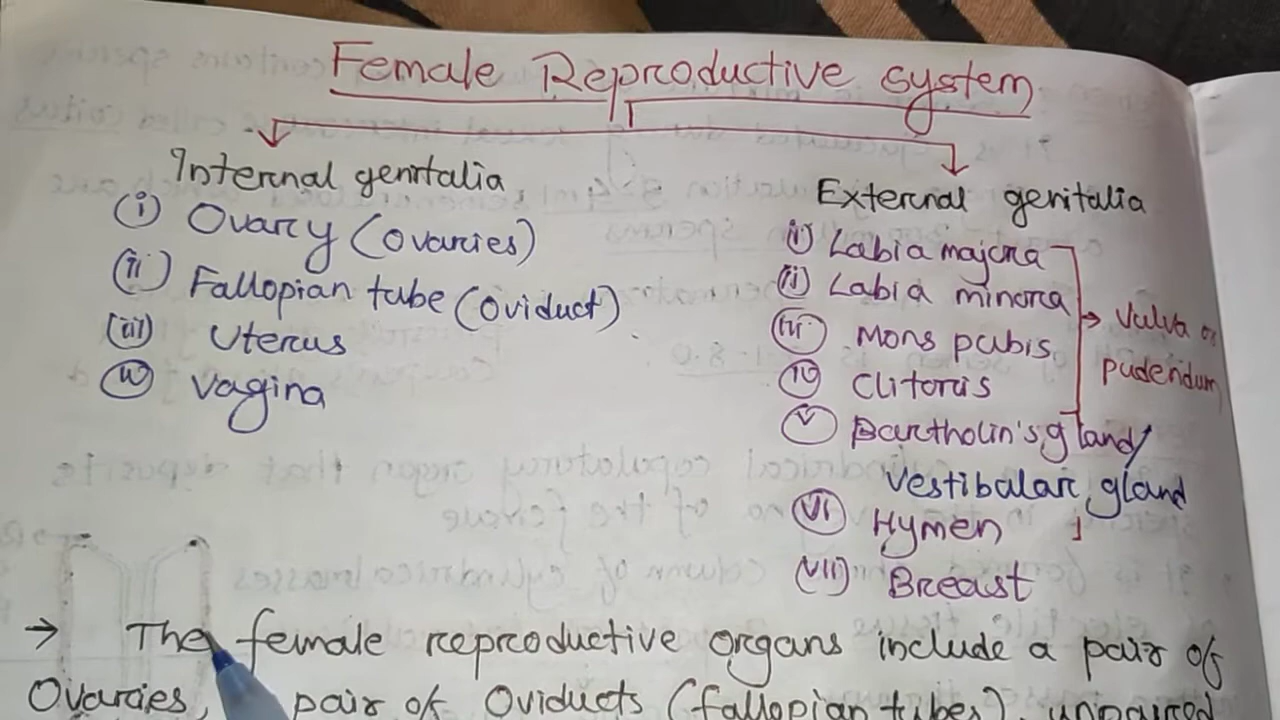 Female Reproductive system
Internal genitalia
(i) Ovary (ovaries)
(ii) Fallopian tube (oviduct)
(iii) Uterus
(iv) vagina
External genitalia
(i) Labia majora
(ii) Labia minora
(iii) Mons pubis
(iv) Clitoris
(v) Bartholin's gland/
vestibular gland
(vi) Hymen
(vii) Breast
Vulva or
pudendum
→ The female reproductive organs include a pair of
Ovaries, pair of Oviducts (fallopian tubes), unpaired